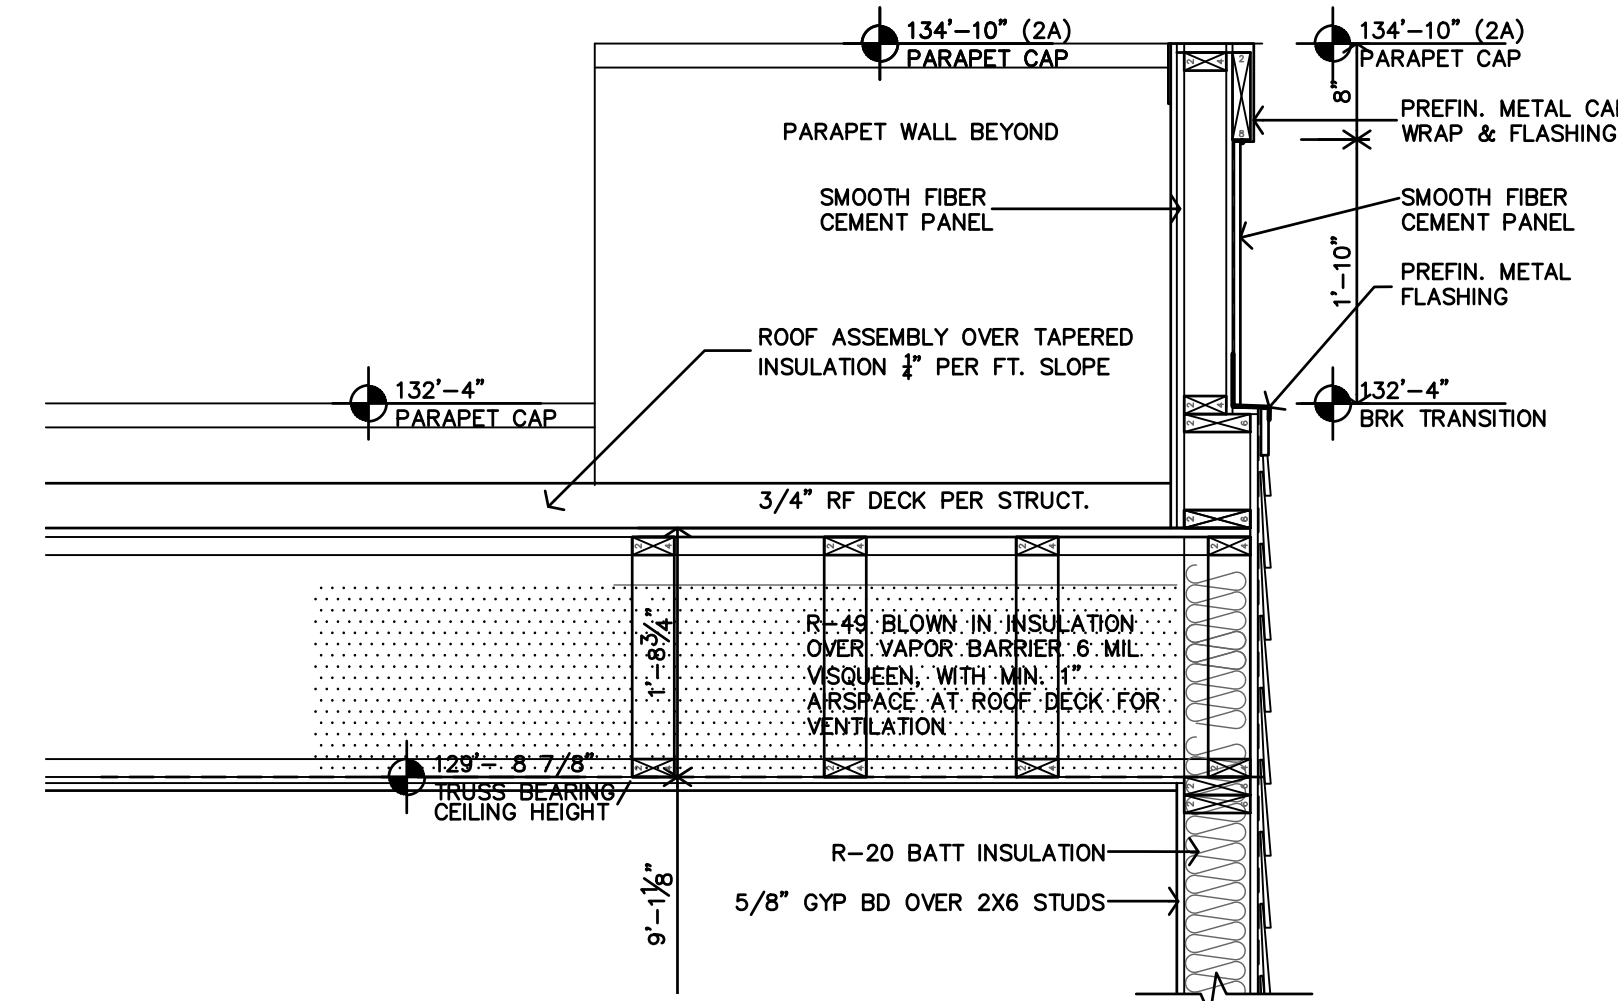 134'-10" (2A)
PARAPET CAP
134'-10" (2A)
PARAPET CAP
8"
PREFIN. METAL
WRAP & FLASHING
PARAPET WALL BEYOND
SMOOTH FIBER
CEMENT PANEL
SMOOTH FIBER
CEMENT PANEL
1'-10"
PREFIN. METAL
FLASHING
ROOF ASSEMBLY OVER TAPERED
INSULATION 1/4" PER FT. SLOPE
132'-4"
PARAPET CAP
132'-4"
BRK TRANSITION
3/4" RF DECK PER STRUCT.
1'-8 3/4"
R-49 BLOWN IN INSULATION
OVER VAPOR BARRIER 6 MIL
VISQUEEN, WITH MIN. 1"
AIRSPACE AT ROOF DECK FOR
VENTILATION
129'- 8 7/8"
TRUSS BEARING
CEILING HEIGHT
9'-1 1/8"
R-20 BATT INSULATION
5/8" GYP BD OVER 2X6 STUDS